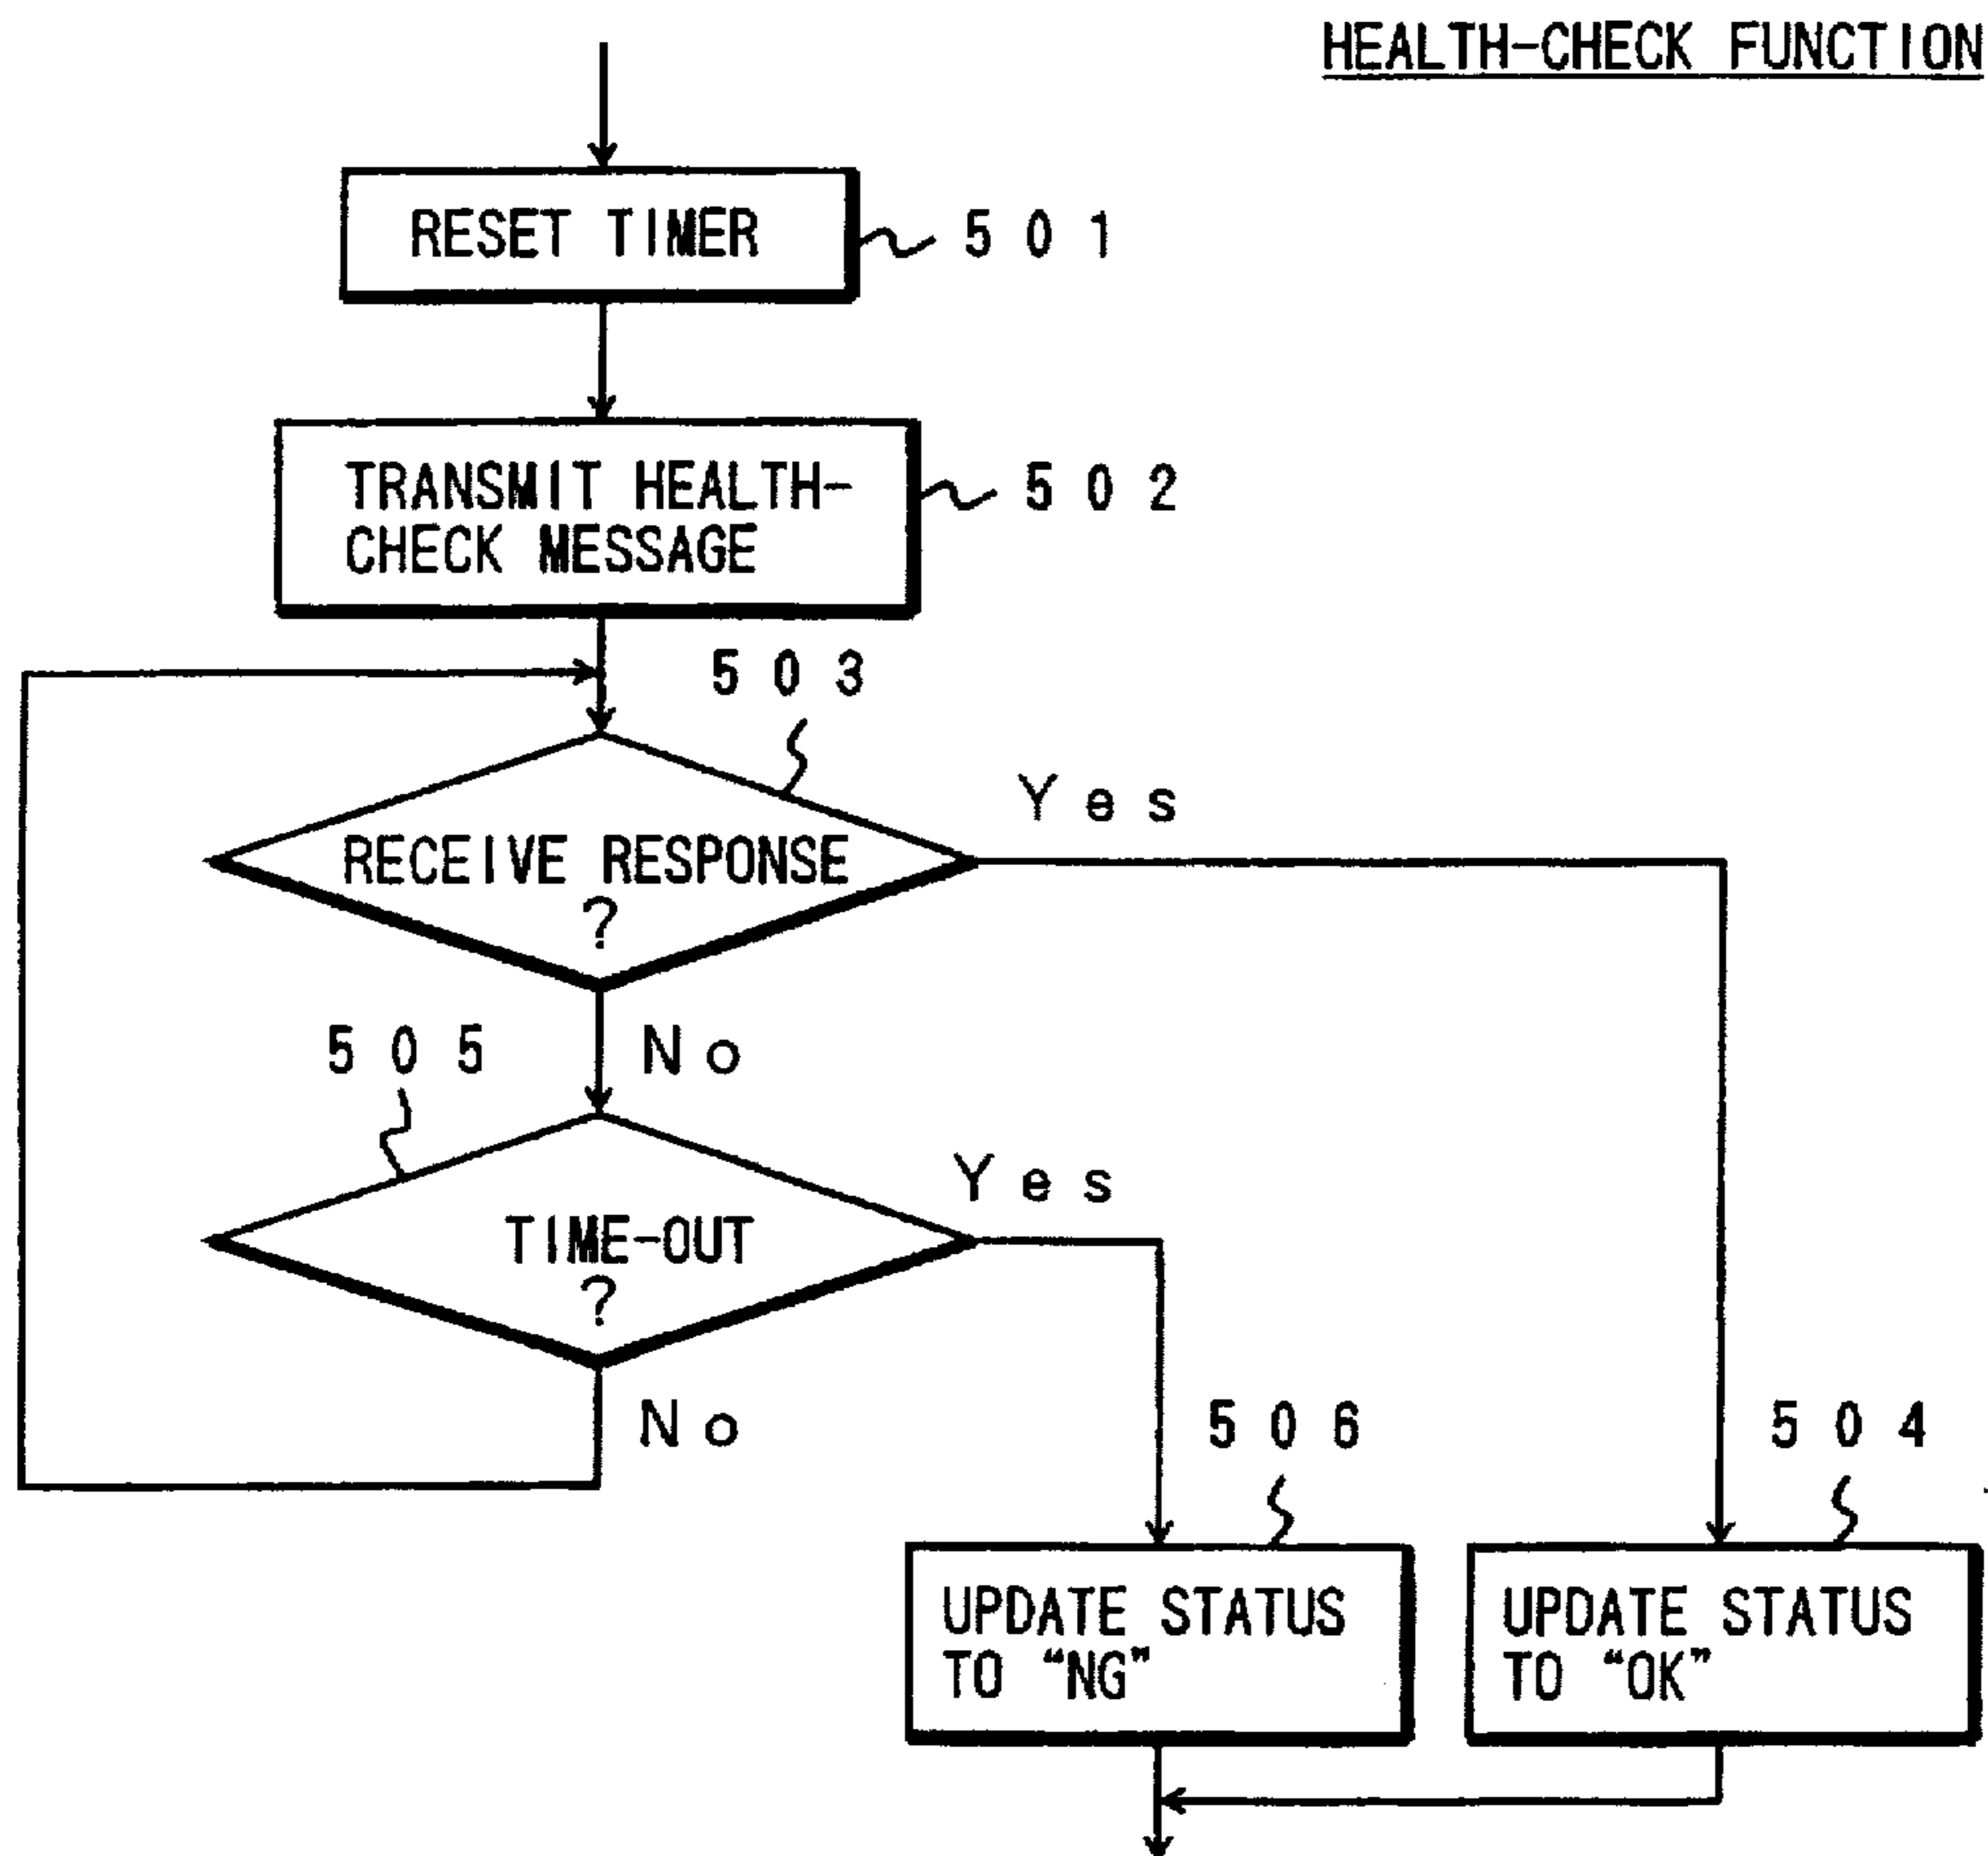 HEALTH-CHECK FUNCTION
RESET TIMER
501
TRANSMIT HEALTH-
CHECK MESSAGE
502
503
RECEIVE RESPONSE
?
Yes
No
505
TIME-OUT
?
Yes
No
506
504
UPDATE STATUS
TO “NG”
UPDATE STATUS
TO “OK”